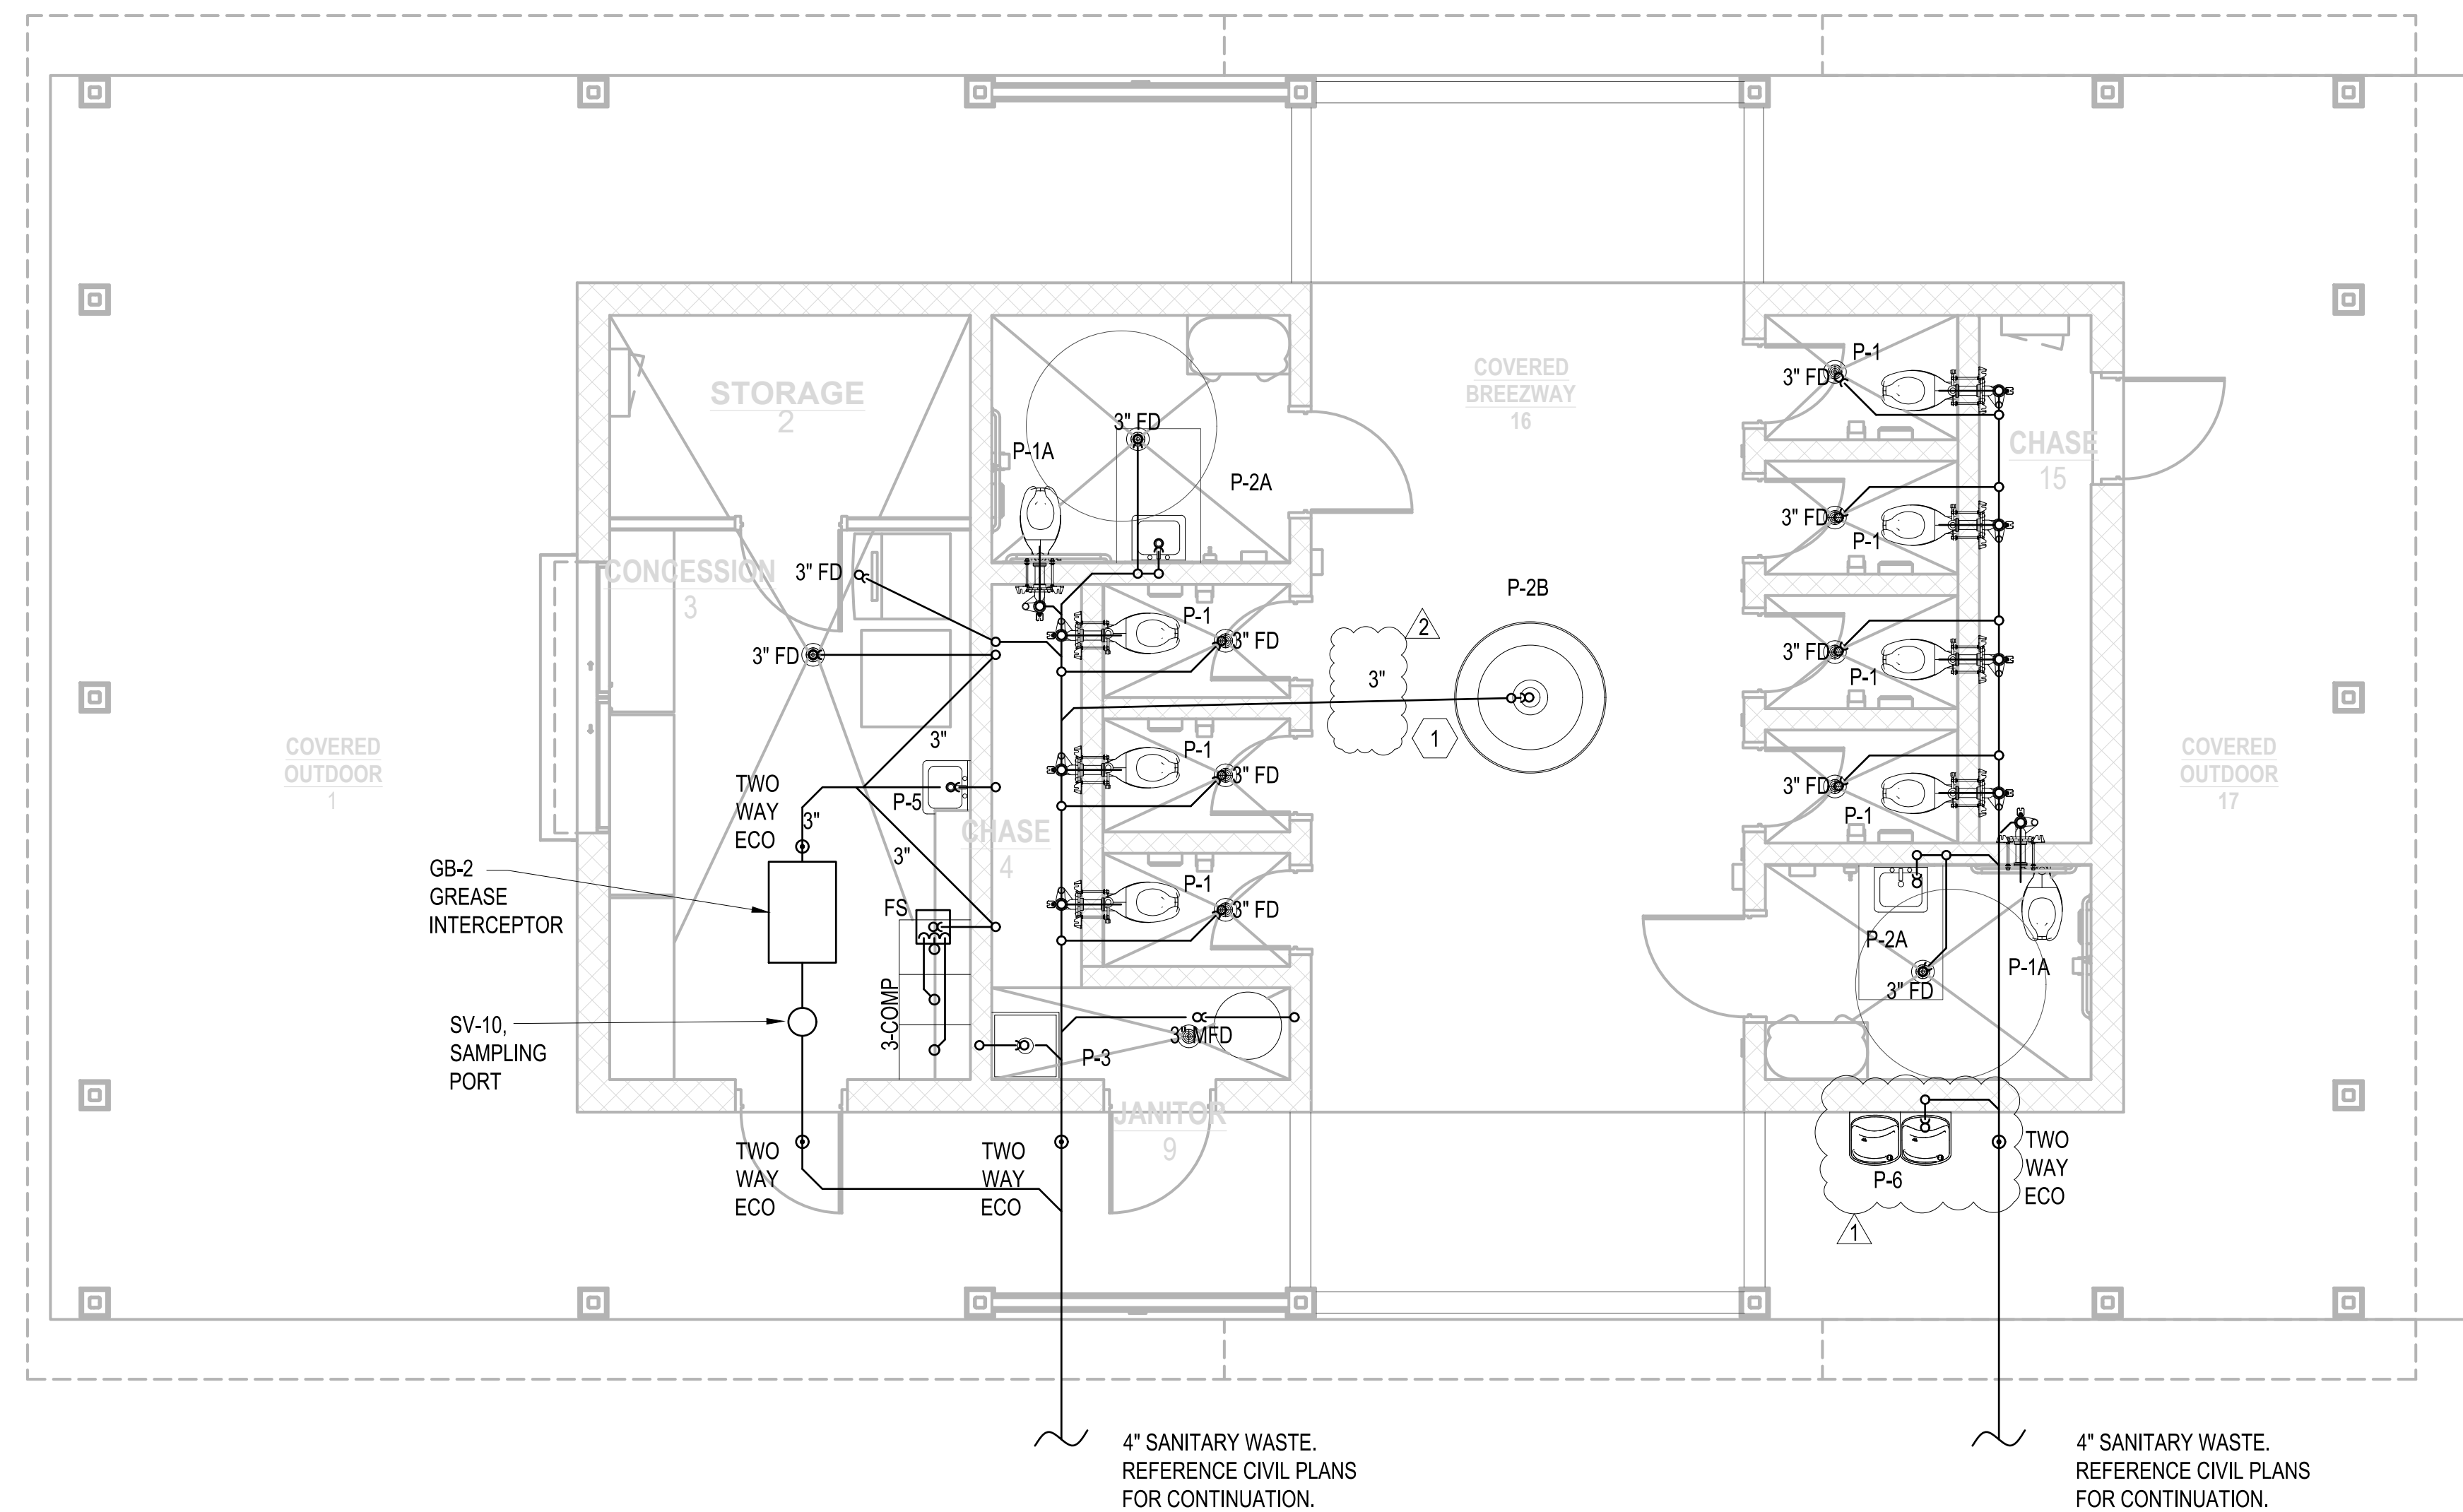 COVERED
BREEZWAY
16
STORAGE
2
P-1
3" FD
CHASE
15
3" FD
P-1A
P-2A
3" FD
P-1
CONCESSION
3
3" FD
P-2B
P-1
3" FD
3" FD
2
3"
1
3" FD
P-1
COVERED
OUTDOOR
1
3"
TWO
WAY
ECO
3"
P-5
P-1
3" FD
3" FD
P-1
COVERED
OUTDOOR
17
CHASE
4
3"
GB-2
GREASE
INTERCEPTOR
FS
P-1
3" FD
P-2A
P-1A
3" FD
3-COMP
SV-10,
SAMPLING
PORT
3" MFD
P-3
JANITOR
9
TWO
WAY
ECO
TWO
WAY
ECO
TWO
WAY
ECO
P-6
1
4" SANITARY WASTE.
REFERENCE CIVIL PLANS
FOR CONTINUATION.
4" SANITARY WASTE.
REFERENCE CIVIL PLANS
FOR CONTINUATION.